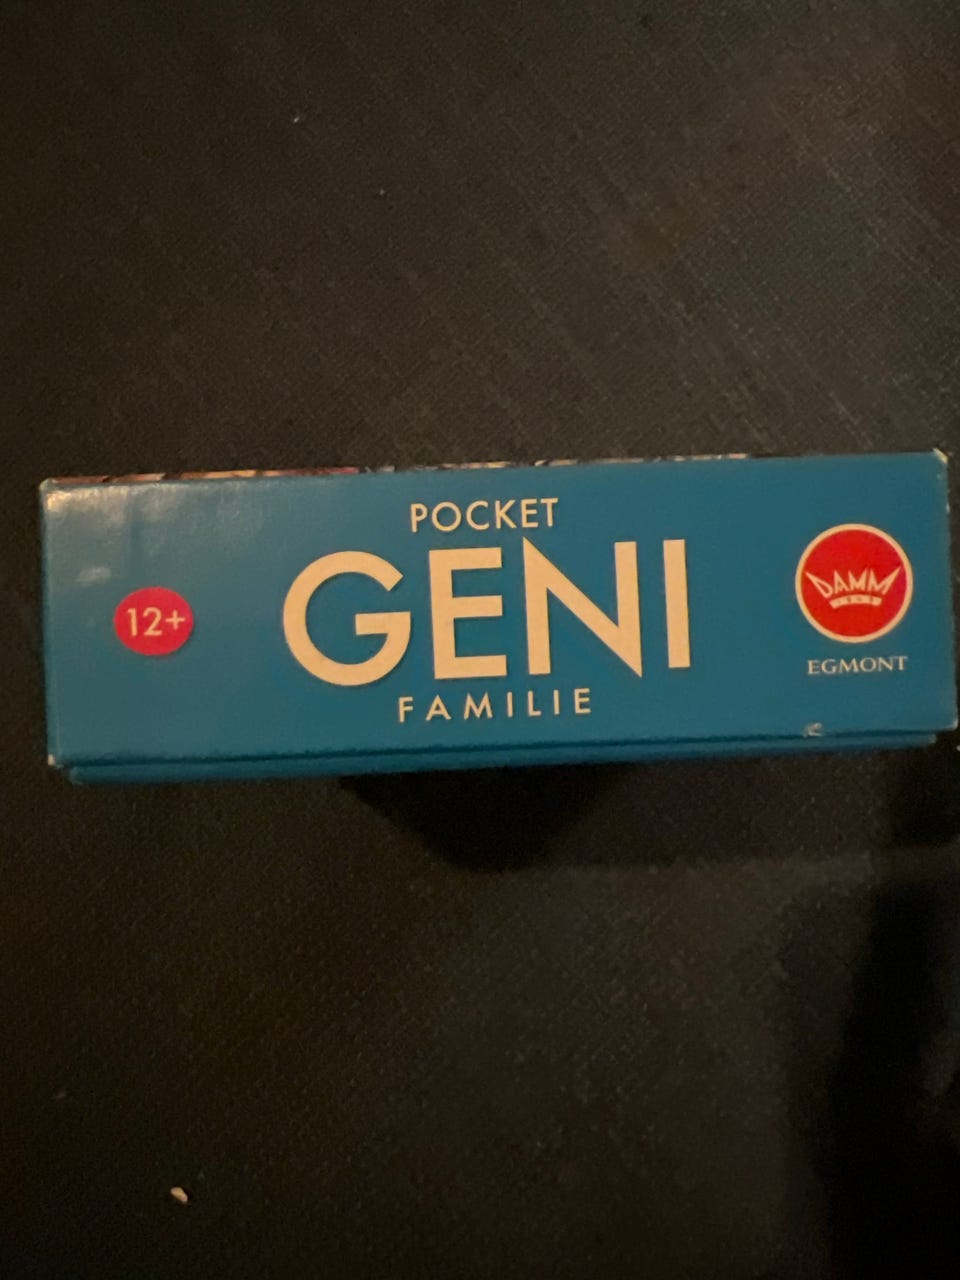 POCKET
GENI
FAMILIE
12+
DAMM
EGMONT